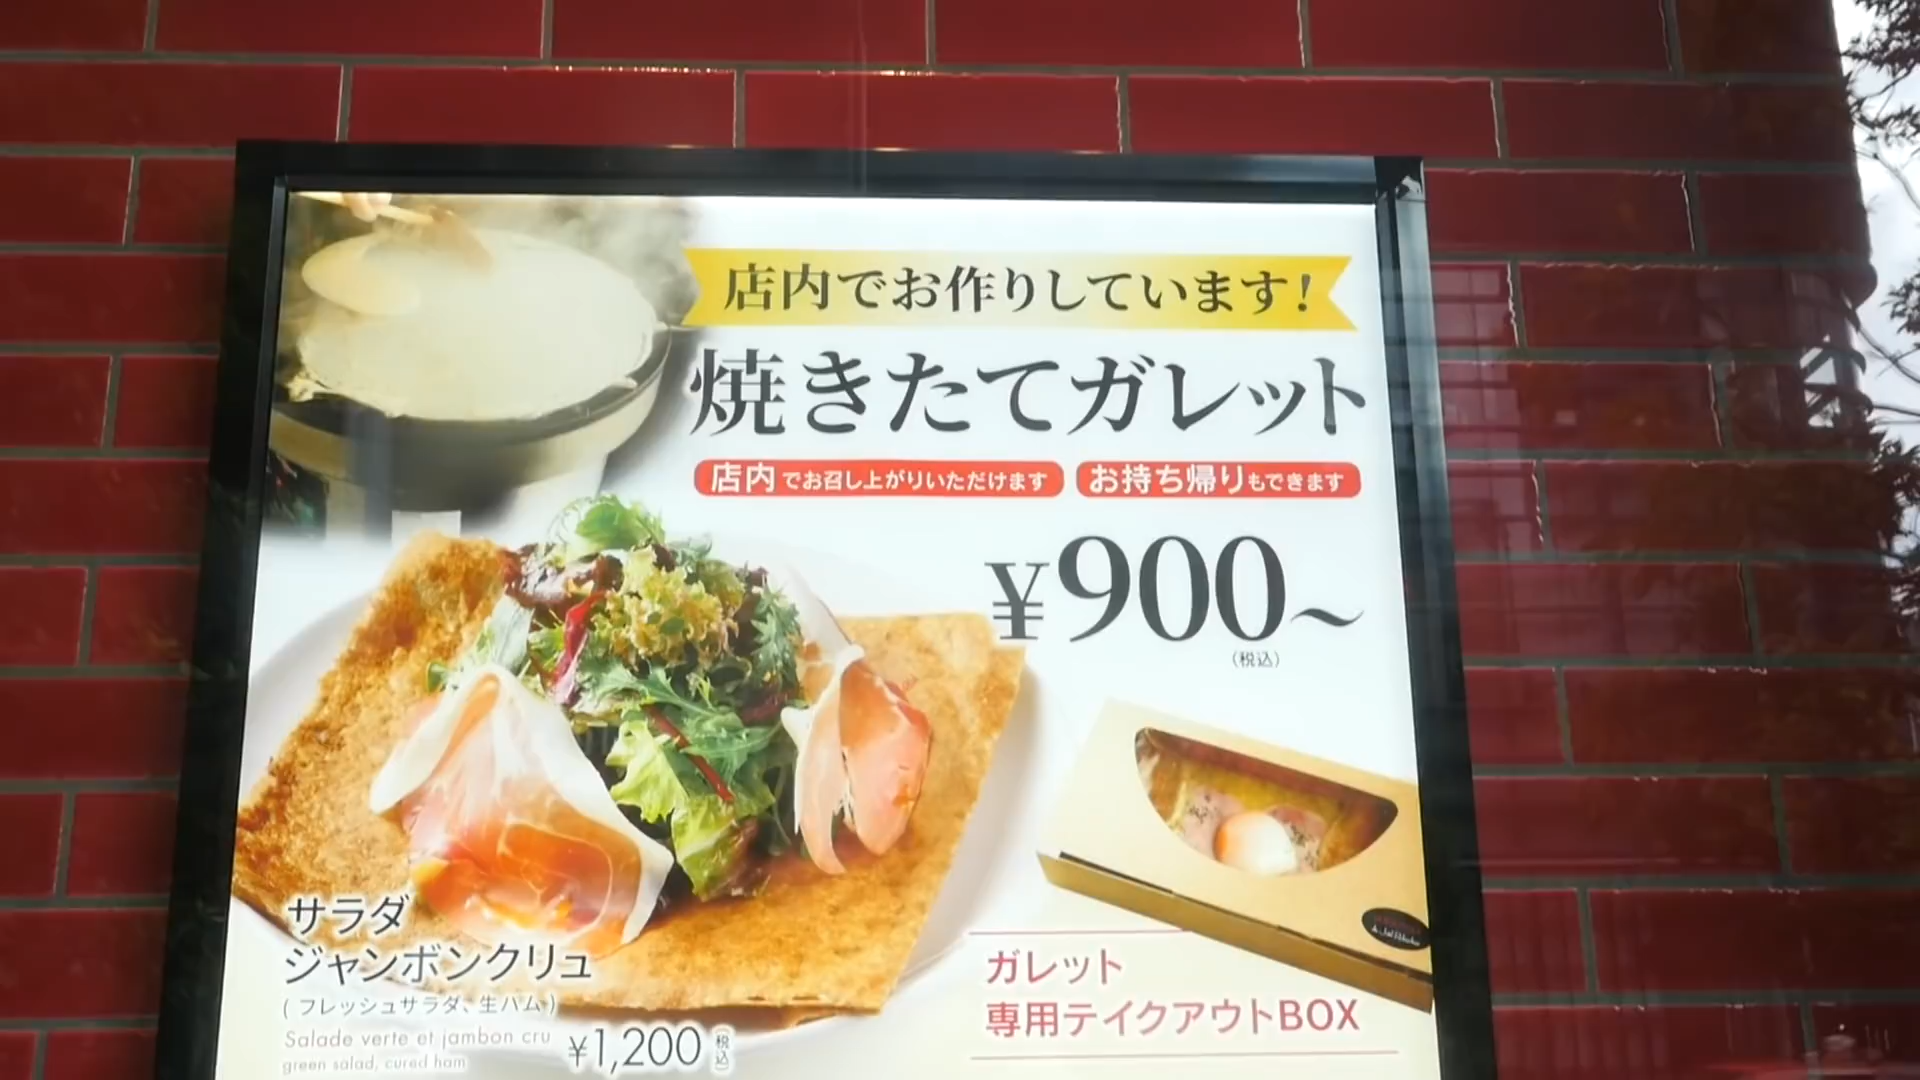 店内でお作りしています!
焼きたてガレット
店内でお召し上がりいただけます
お持ち帰りもできます
¥900~
(税込)
サラダ
ジャンボンクリュ
(フレッシュサラダ、生ハム)
Salade verte et jambon cru
green salad, cured ham
¥1,200(税込)
ガレット
専用テイクアウトBOX